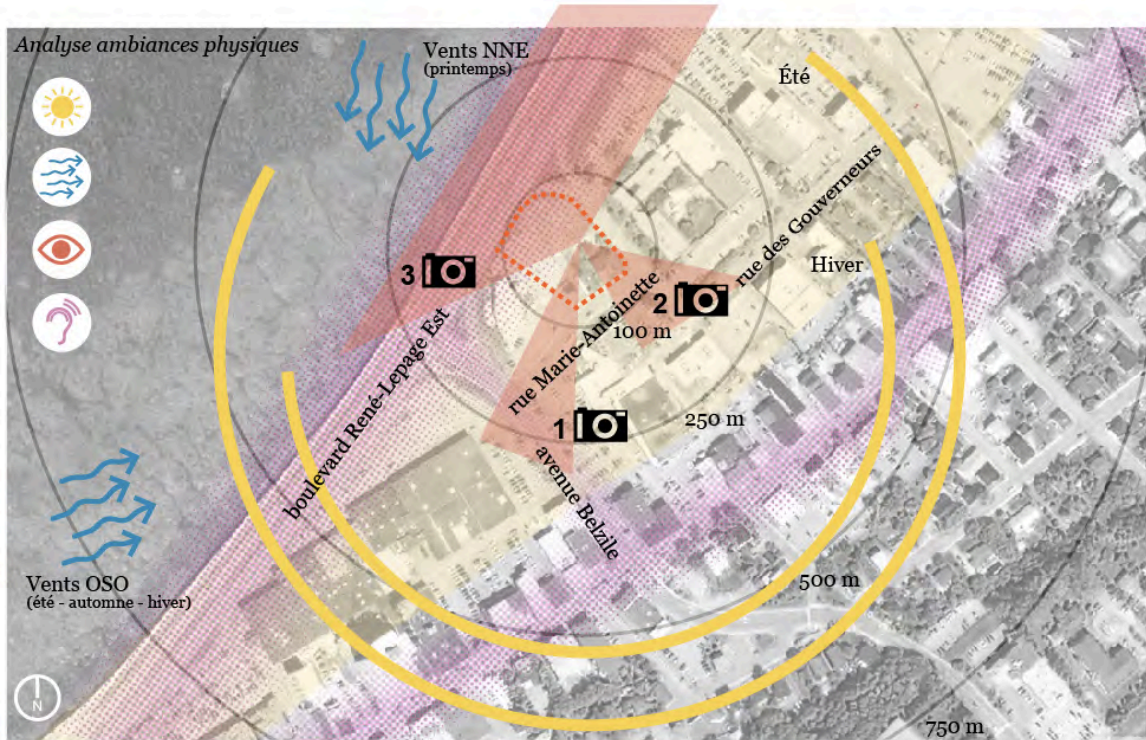 Analyse ambiances physiques
Vents NNE
(printemps)
Été
rue des Gouverneurs
Hiver
3
2
rue Marie-Antoinette
100 m
boulevard René-Lepage Est
1
250 m
avenue Belzile
Vents OSO
(été - automne - hiver)
500 m
N
750 m